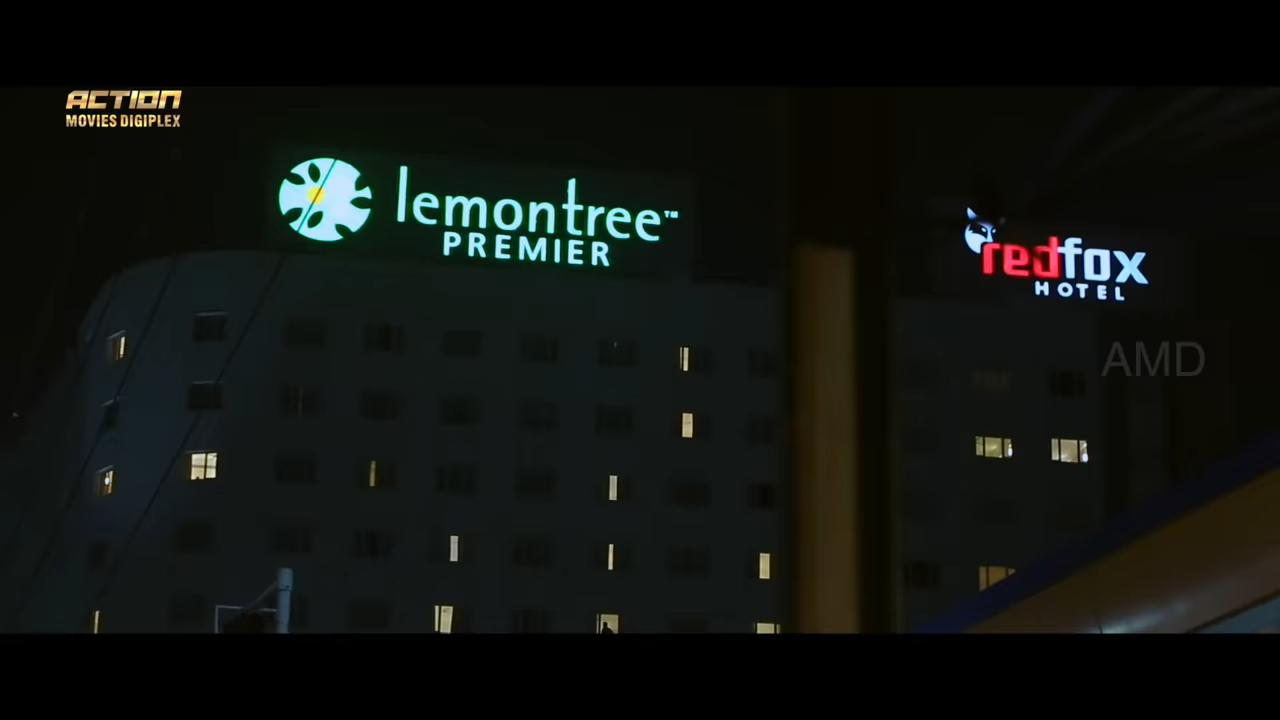 ACTION
MOVIES DIGIPLEX
lemontree™
PREMIER
redfox
HOTEL
AMD